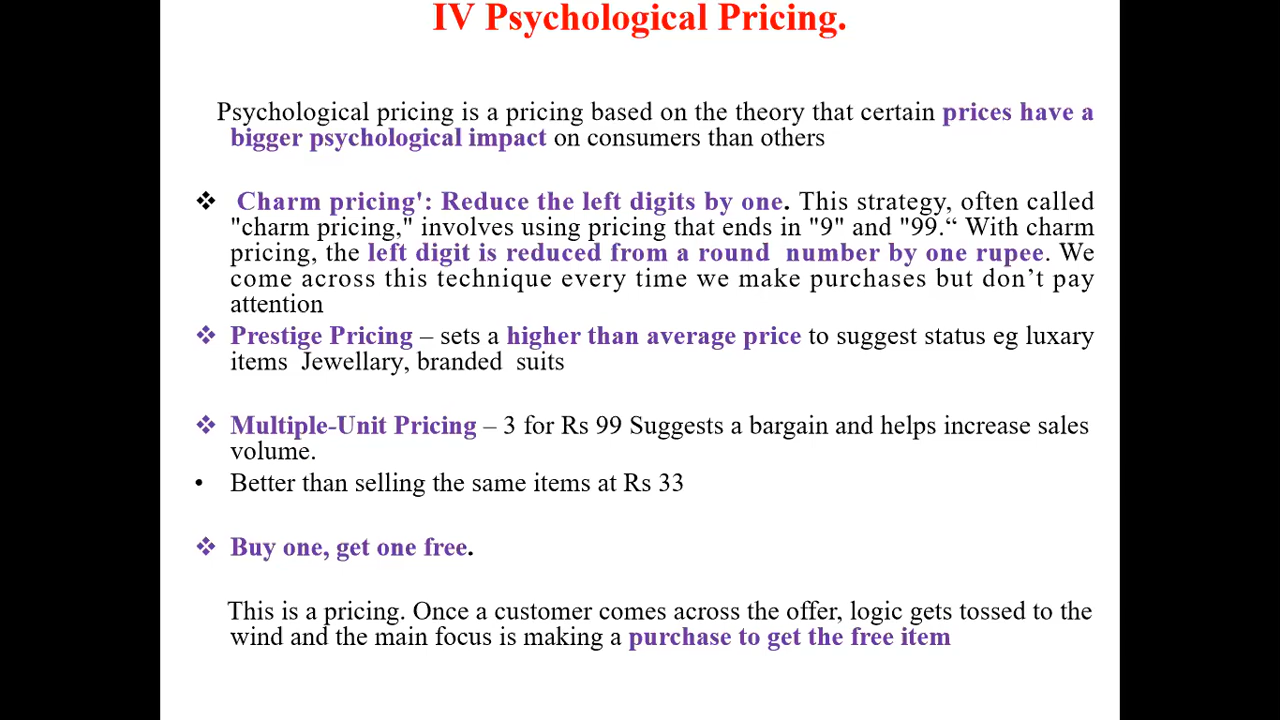 IV Psychological Pricing.
Psychological pricing is a pricing based on the theory that certain prices have a
bigger psychological impact on consumers than others
❖ Charm pricing': Reduce the left digits by one. This strategy, often called
"charm pricing," involves using pricing that ends in "9" and "99.“ With charm
pricing, the left digit is reduced from a round number by one rupee. We
come across this technique every time we make purchases but don’t pay
attention
❖ Prestige Pricing – sets a higher than average price to suggest status eg luxary
items Jewellary, branded suits
❖ Multiple-Unit Pricing – 3 for Rs 99 Suggests a bargain and helps increase sales
volume.
• Better than selling the same items at Rs 33
❖ Buy one, get one free.
This is a pricing. Once a customer comes across the offer, logic gets tossed to the
wind and the main focus is making a purchase to get the free item